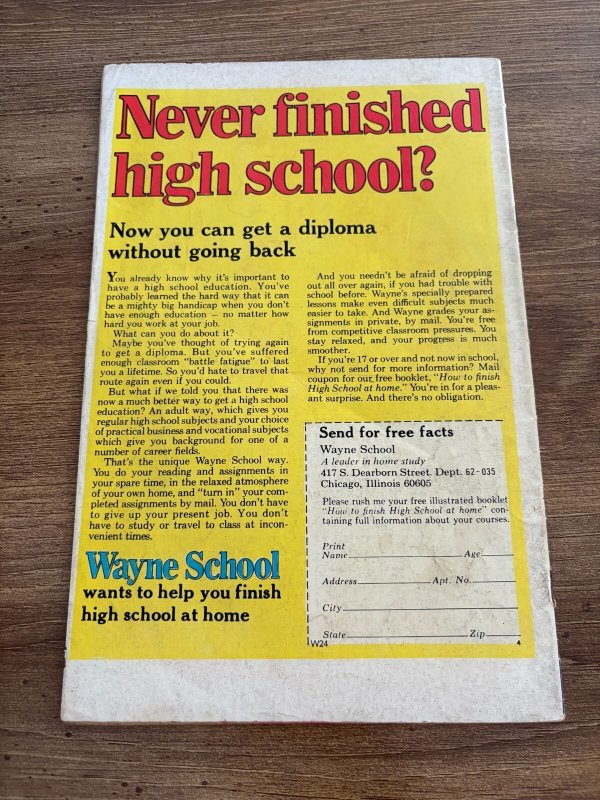 Never finished
high school?
Now you can get a diploma
without going back
You already know why it's important to
have a high school education. You've
probably learned the hard way that it can
be a mighty big handicap when you don't
have enough education — no matter how
hard you work at your job.
What can you do about it?
Maybe you've thought of trying again
to get a diploma. But you've suffered
enough classroom "battle fatigue" to last
you a lifetime. So you'd hate to travel that
route again even if you could.
But what if we told you that there was
now a much better way to get a high school
education? An adult way, which gives you
regular high school subjects and your choice
of practical business and vocational subjects
which give you background for one of a
number of career fields.
That's the unique Wayne School way.
You do your reading and assignments in
your spare time, in the relaxed atmosphere
of your own home, and "turn in" your com-
pleted assignments by mail. You don't have
to give up your present job. You don't
have to study or travel to class at incon-
venient times.
Wayne School
wants to help you finish
high school at home
And you needn't be afraid of dropping
out all over again, if you had trouble with
school before. Wayne's specially prepared
lessons make even difficult subjects much
easier to take. And Wayne grades your as-
signments in private, by mail. You're free
from competitive classroom pressures. You
stay relaxed, and your progress is much
smoother.
If you're 17 or over and not now in school,
why not send for more information? Mail
coupon for our free booklet, "How to finish
High School at home." You're in for a pleas-
ant surprise. And there's no obligation.
Send for free facts
Wayne School
A leader in home study
417 S. Dearborn Street. Dept. 62-035
Chicago, Illinois 60605
Please rush me your free illustrated booklet
"How to finish High School at home" con-
taining full information about your courses.
Print
Name Age
Address Apt. No.
City
State Zip
W24 4